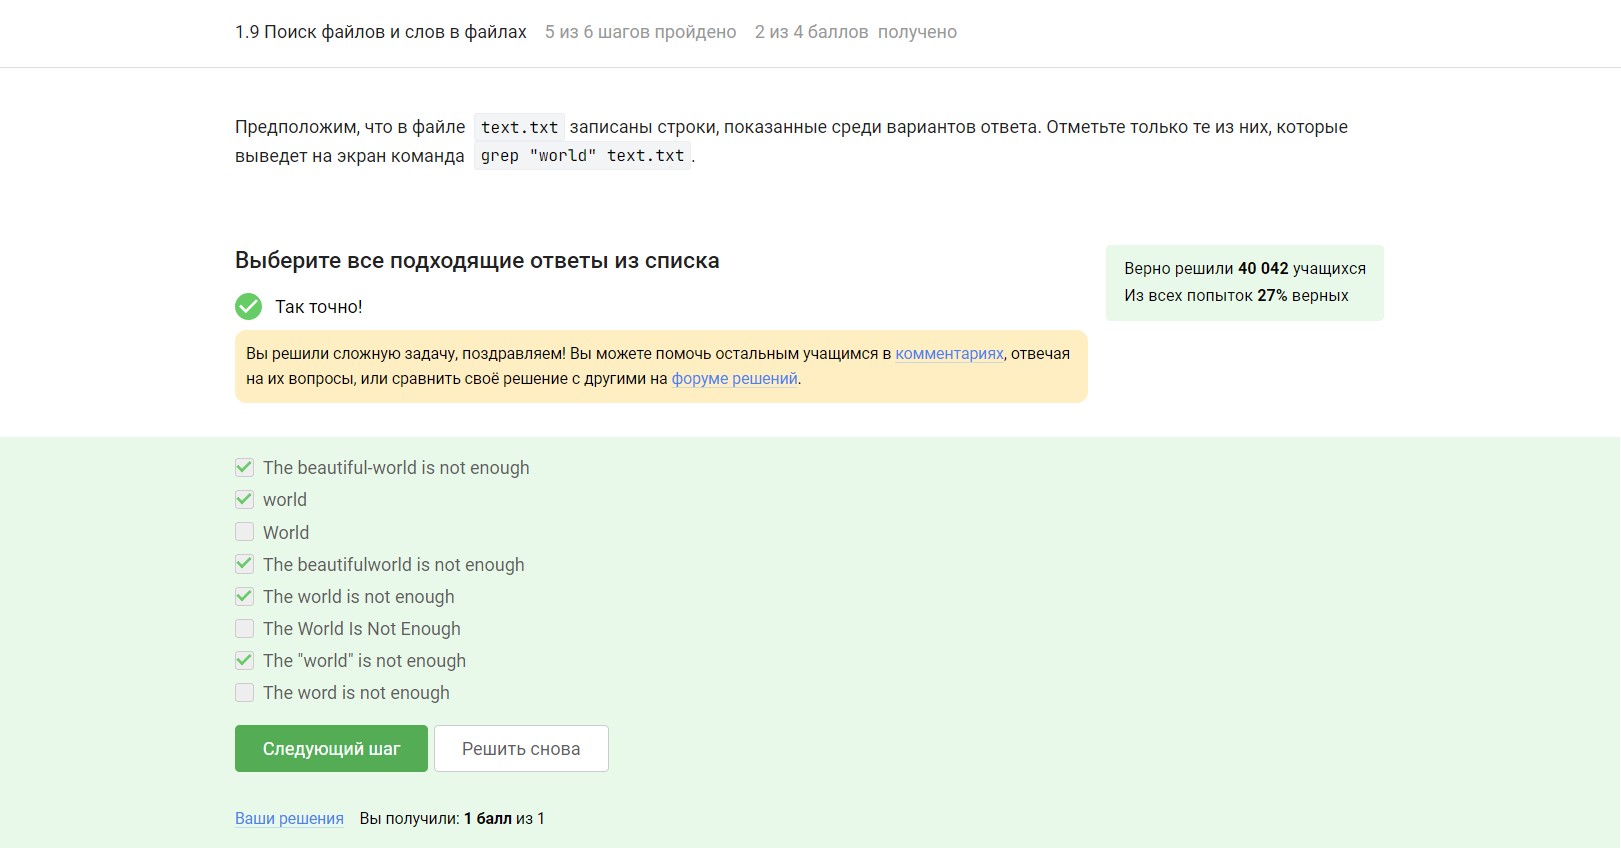 1.9 Поиск файлов и слов в файлах 5 из 6 шагов пройдено 2 из 4 баллов получено
Предположим, что в файле text.txt записаны строки, показанные среди вариантов ответа. Отметьте только те из них, которые
выведет на экран команда grep "world" text.txt.
Выберите все подходящие ответы из списка
Верно решили 40 042 учащихся
Из всех попыток 27% верных
Так точно!
Вы решили сложную задачу, поздравляем! Вы можете помочь остальным учащимся в комментариях, отвечая
на их вопросы, или сравнить своё решение с другими на форуме решений.
The beautiful-world is not enough
world
World
The beautifulworld is not enough
The world is not enough
The World Is Not Enough
The "world" is not enough
The word is not enough
Следующий шаг Решить снова
Ваши решения Вы получили: 1 балл из 1